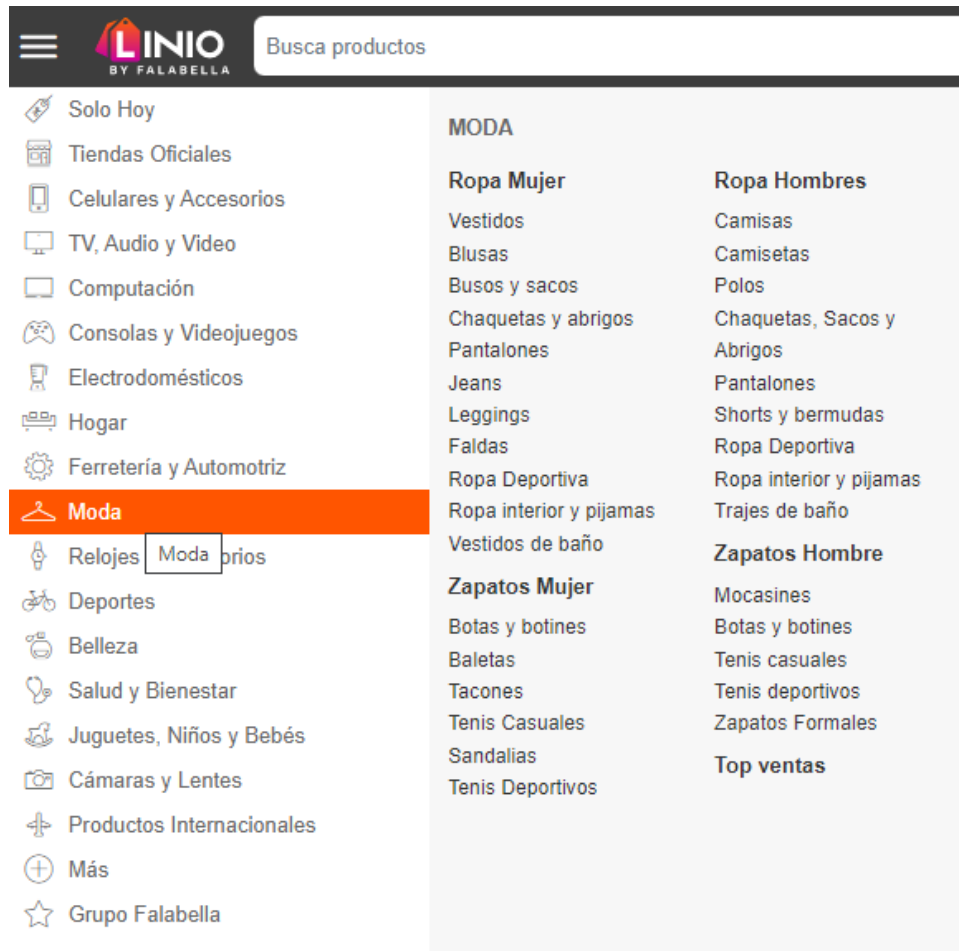 LINIO
BY FALABELLA
Busca productos
Solo Hoy
Tiendas Oficiales
Celulares y Accesorios
TV, Audio y Video
Computación
Consolas y Videojuegos
Electrodomésticos
Hogar
Ferretería y Automotriz
Moda
Relojes orios
Moda
Deportes
Belleza
Salud y Bienestar
Juguetes, Niños y Bebés
Cámaras y Lentes
Productos Internacionales
Más
Grupo Falabella
MODA
Ropa Mujer
Vestidos
Blusas
Busos y sacos
Chaquetas y abrigos
Pantalones
Jeans
Leggings
Faldas
Ropa Deportiva
Ropa interior y pijamas
Vestidos de baño
Zapatos Mujer
Botas y botines
Baletas
Tacones
Tenis Casuales
Sandalias
Tenis Deportivos
Ropa Hombres
Camisas
Camisetas
Polos
Chaquetas, Sacos y
Abrigos
Pantalones
Shorts y bermudas
Ropa Deportiva
Ropa interior y pijamas
Trajes de baño
Zapatos Hombre
Mocasines
Botas y botines
Tenis casuales
Tenis deportivos
Zapatos Formales
Top ventas